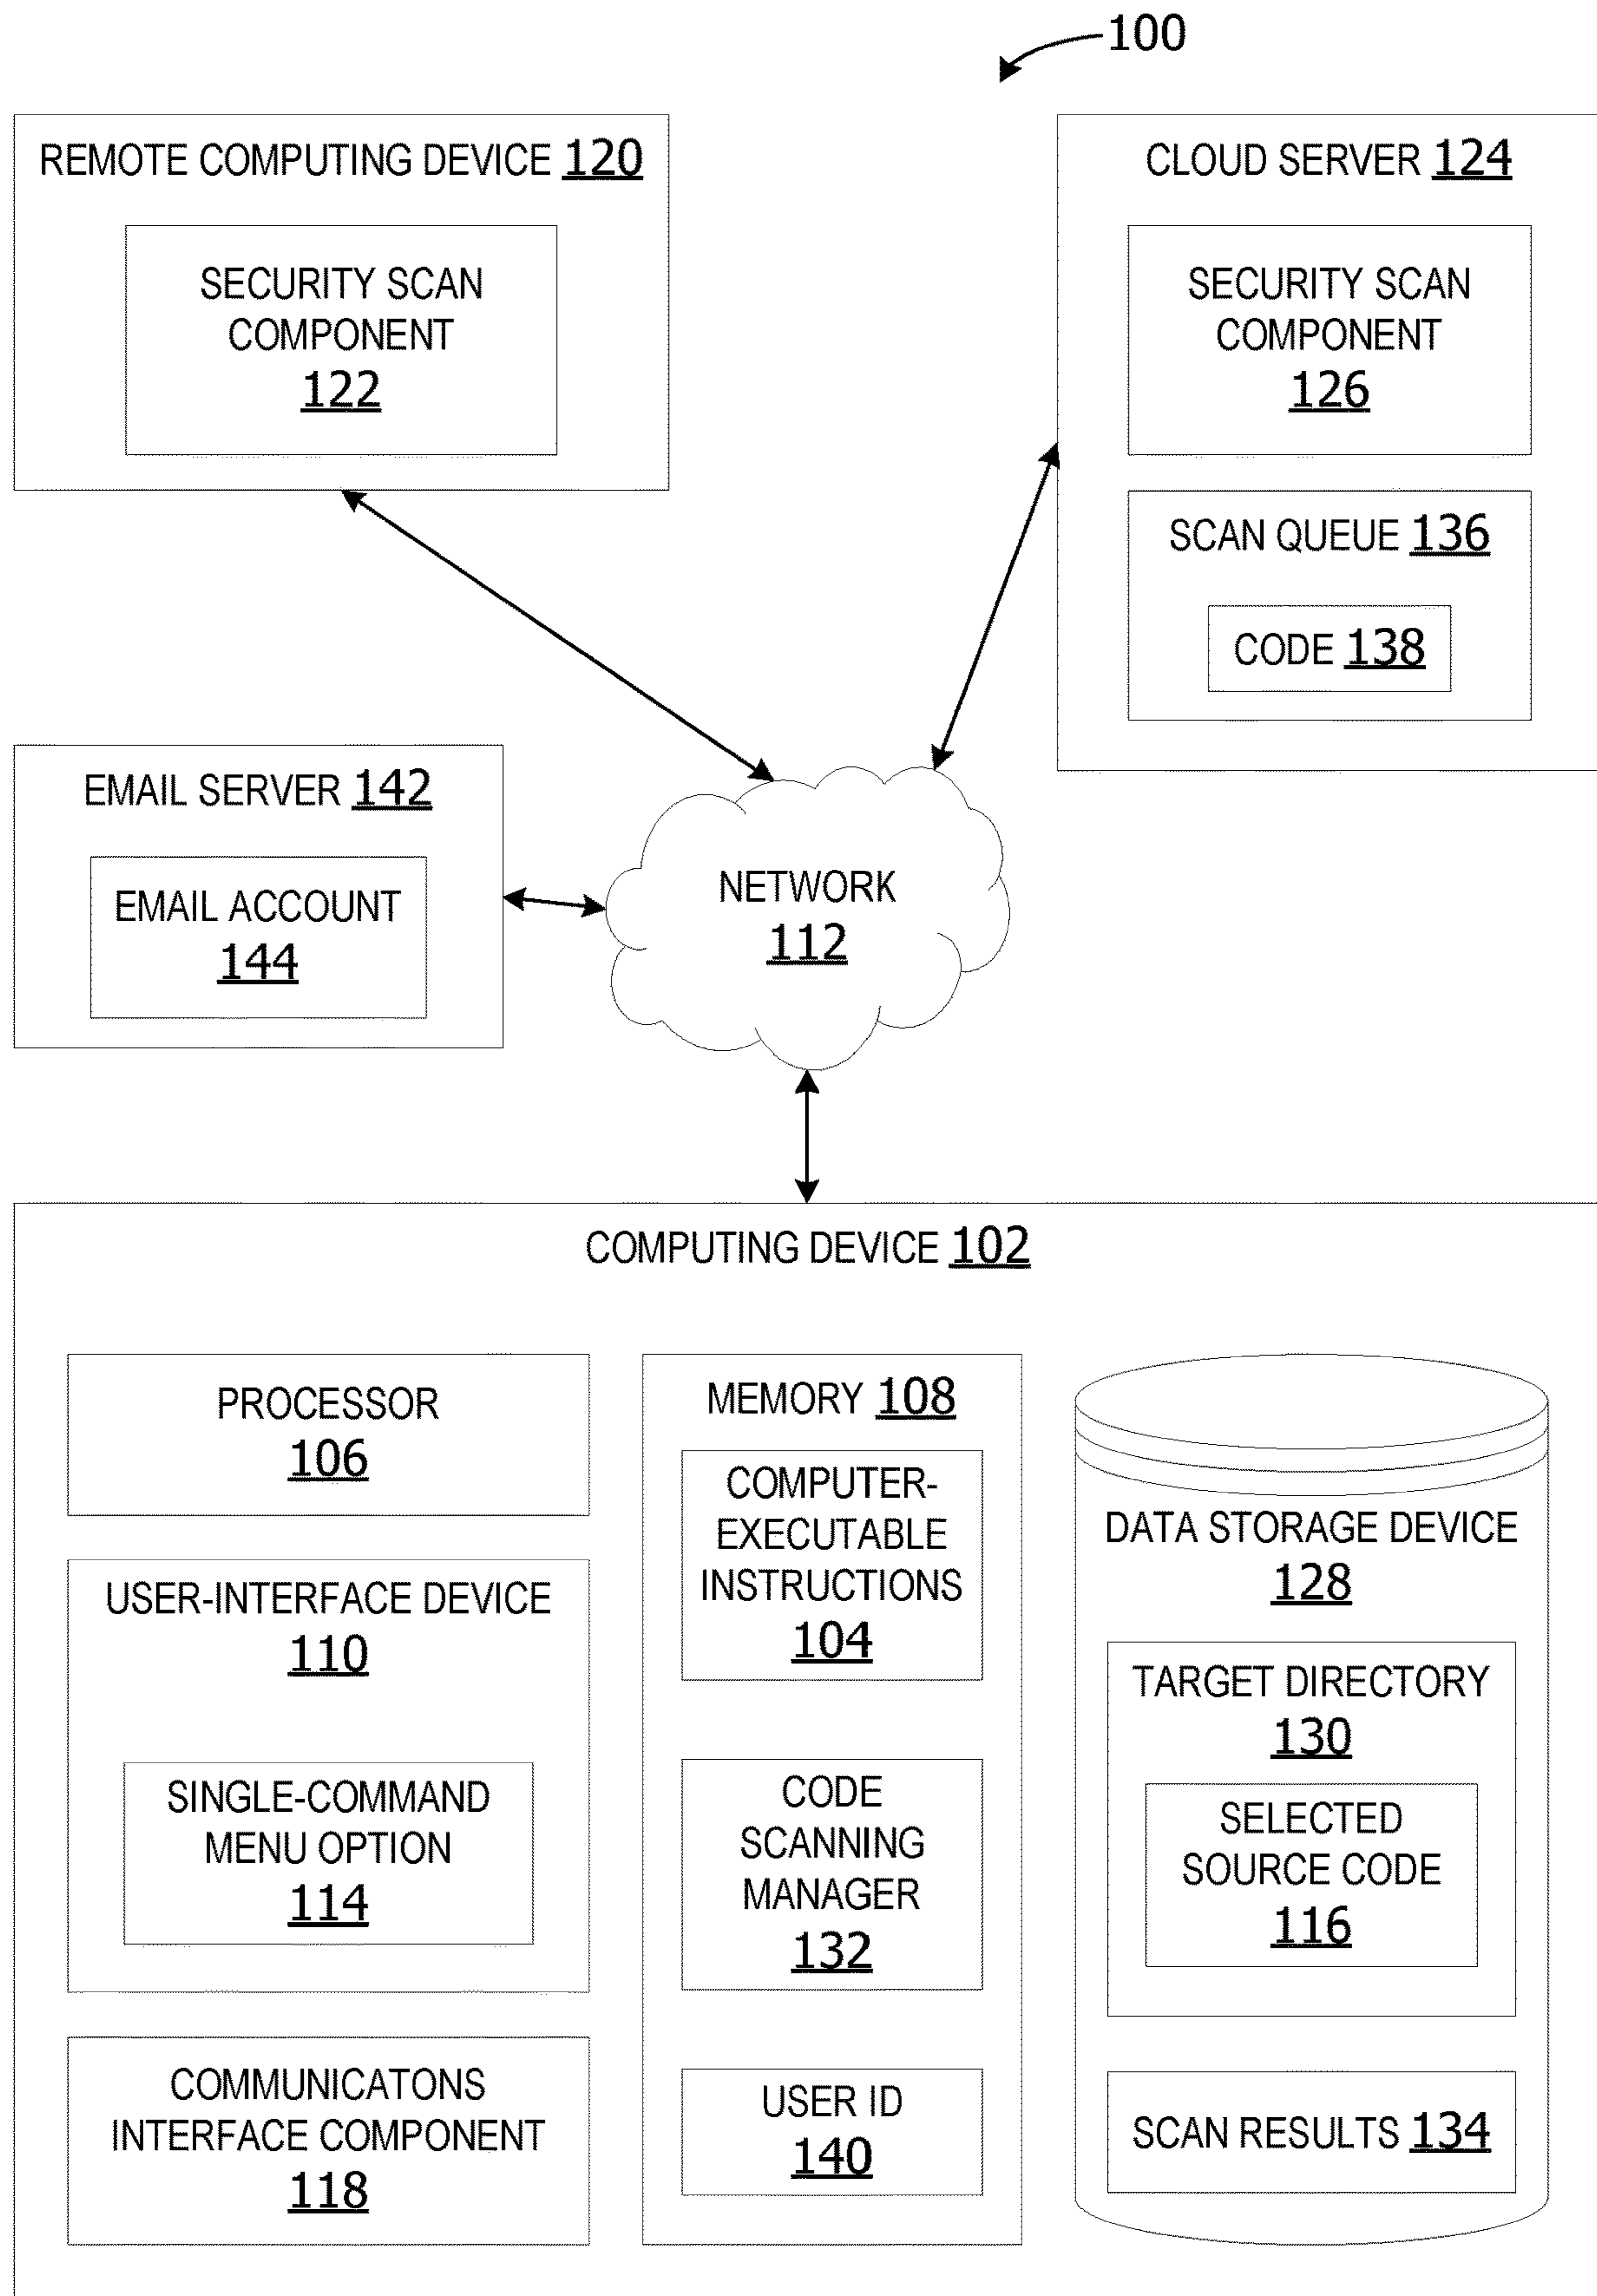 100
REMOTE COMPUTING DEVICE 120
SECURITY SCAN
COMPONENT
122
CLOUD SERVER 124
SECURITY SCAN
COMPONENT
126
SCAN QUEUE 136
CODE 138
EMAIL SERVER 142
EMAIL ACCOUNT
144
NETWORK
112
COMPUTING DEVICE 102
PROCESSOR
106
USER-INTERFACE DEVICE
110
SINGLE-COMMAND
MENU OPTION
114
COMMUNICATONS
INTERFACE COMPONENT
118
MEMORY 108
COMPUTER-
EXECUTABLE
INSTRUCTIONS
104
CODE
SCANNING
MANAGER
132
USER ID
140
DATA STORAGE DEVICE
128
TARGET DIRECTORY
130
SELECTED
SOURCE CODE
116
SCAN RESULTS 134